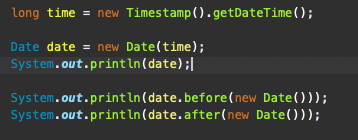 long time = new Timestamp().getDateTime();
Date date = new Date(time);
System.out.println(date);
System.out.println(date.before(new Date()));
System.out.println(date.after(new Date()));